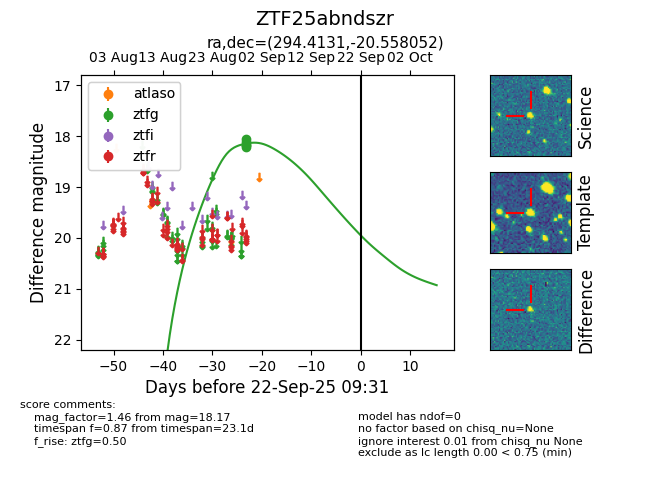 ZTF25abndszr
ra,dec=(294.4131,-20.558052)
03 Aug 13 Aug 23 Aug 02 Sep 12 Sep 22 Sep 02 Oct
atlaso
ztfg
ztfi
ztfr
17
18
19
20
21
22
Difference magnitude
−50 −40 −30 −20 −10 0 10
Days before 22-Sep-25 09:31
Science
Template
Difference
score comments:
mag_factor=1.46 from mag=18.17
timespan f=0.87 from timespan=23.1d
f_rise: ztfg=0.50
model has ndof=0
no factor based on chisq_nu=None
ignore interest 0.01 from chisq_nu None
exclude as lc length 0.00 < 0.75 (min)